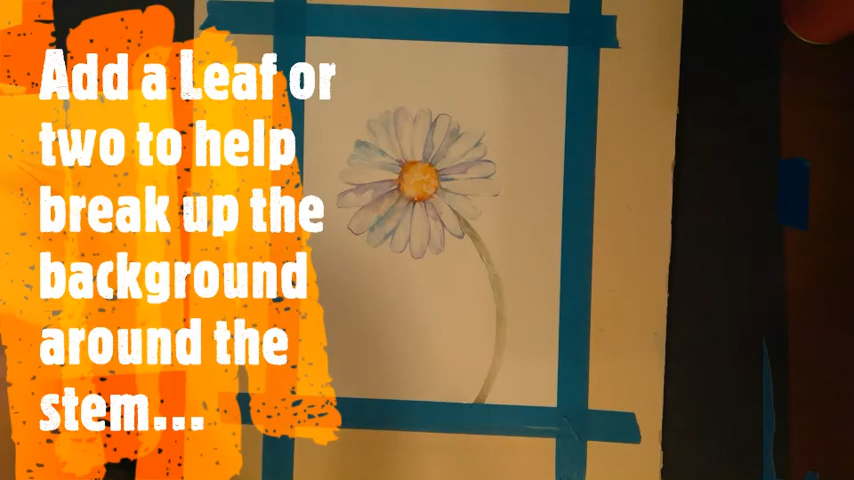 Add a Leaf or
two to help
break up the
background
around the
stem...